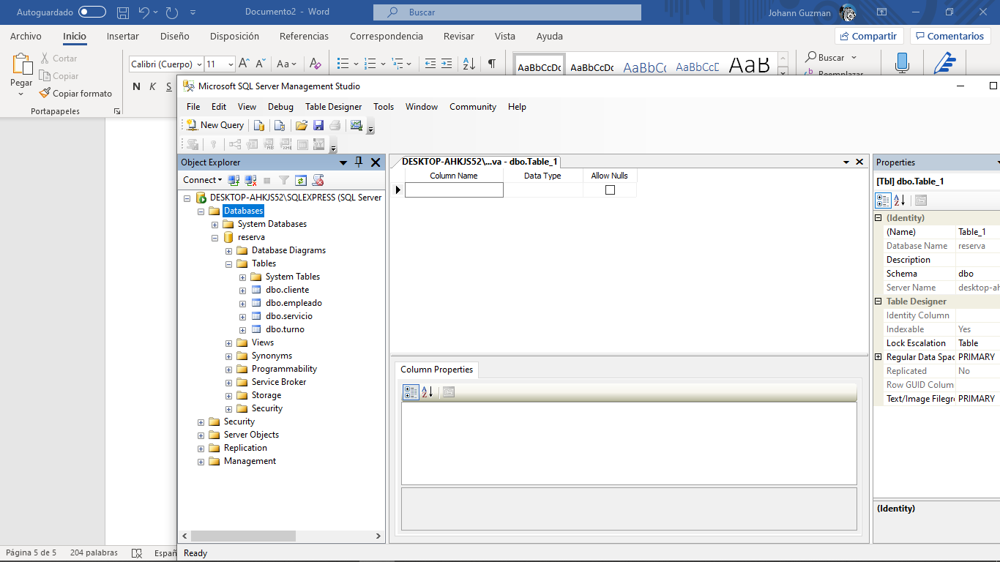 Autoguardado
Documento2 - Word
Buscar
Johann Guzman
Archivo Inicio Insertar Diseño Disposición Referencias Correspondencia Revisar Vista Ayuda
Compartir Comentarios
Pegar
Cortar
Copiar
Copiar formato
Portapapeles
Calibri (Cuerpo) 11
Aa
N K S
AaBbCcDc AaBbCcDc AaBbCc AaBbCcD AaB
Buscar
Reemplazar
Microsoft SQL Server Management Studio
File Edit View Debug Table Designer Tools Window Community Help
New Query
Object Explorer
Connect
DESKTOP-AHKJS52\SQLEXPRESS (SQL Server
Databases
System Databases
reserva
Database Diagrams
Tables
System Tables
dbo.cliente
dbo.empleado
dbo.servicio
dbo.turno
Views
Synonyms
Programmability
Service Broker
Storage
Security
Security
Server Objects
Replication
Management
DESKTOP-AHKJS52\...va - dbo.Table_1
Column Name Data Type Allow Nulls
Column Properties
Properties
[Tbl] dbo.Table_1
(Identity)
(Name) Table_1
Database Name reserva
Description
Schema dbo
Server Name desktop-ah
Table Designer
Identity Column
Indexable Yes
Lock Escalation Table
Regular Data Spac PRIMARY
Replicated No
Row GUID Colum
Text/Image Filegr PRIMARY
(Identity)
Página 5 de 5 204 palabras Españ
Ready